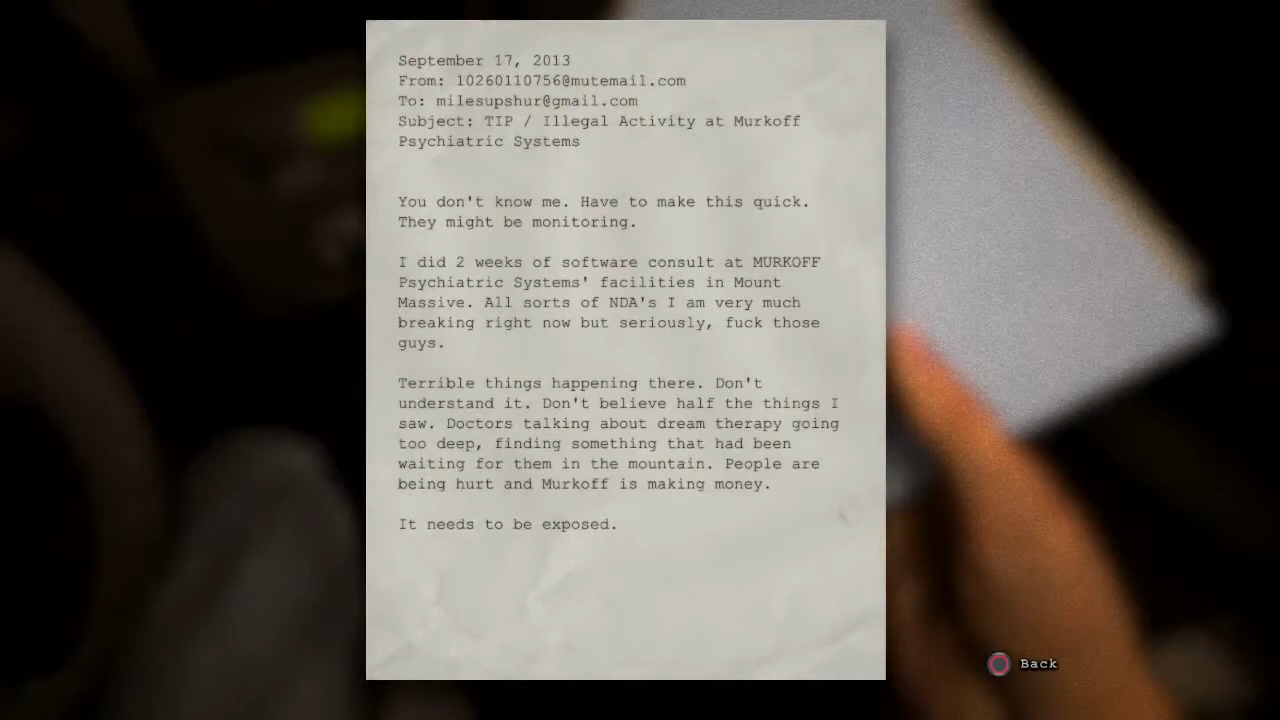 September 17, 2013
From: 10260110756@mutemail.com
To: milesupshur@gmail.com
Subject: TIP / Illegal Activity at Murkoff
Psychiatric Systems
You don't know me. Have to make this quick.
They might be monitoring.
I did 2 weeks of software consult at MURKOFF
Psychiatric Systems' facilities in Mount
Massive. All sorts of NDA's I am very much
breaking right now but seriously, fuck those
guys.
Terrible things happening there. Don't
understand it. Don't believe half the things I
saw. Doctors talking about dream therapy going
too deep, finding something that had been
waiting for them in the mountain. People are
being hurt and Murkoff is making money.
It needs to be exposed.
Back